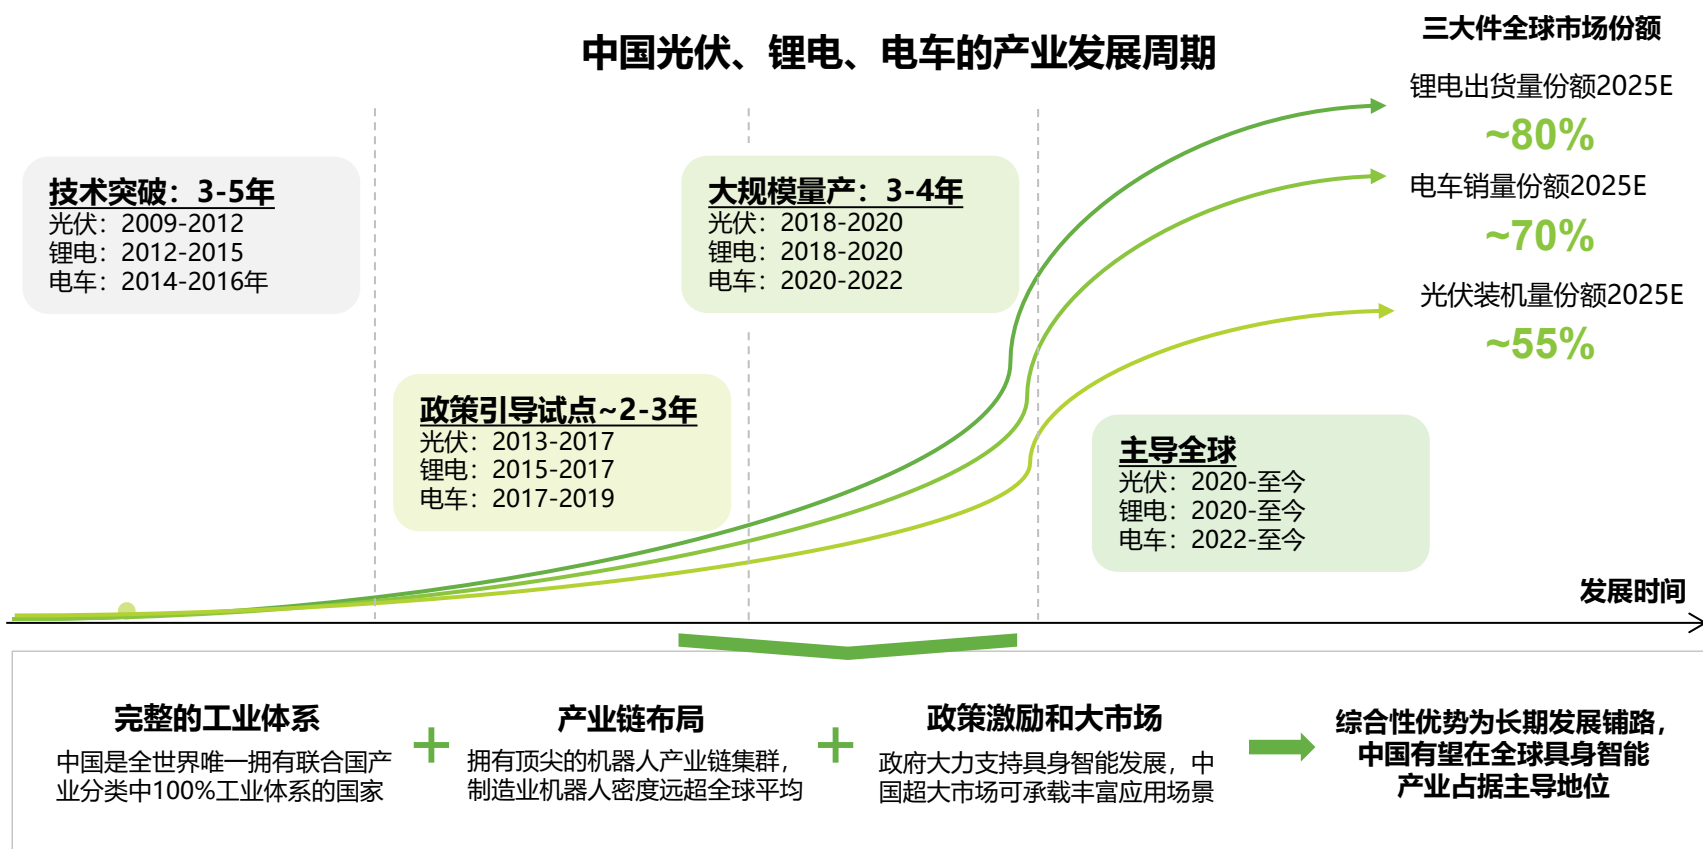 中国光伏、锂电、电车的产业发展周期
三大件全球市场份额
锂电出货量份额2025E
~80%
电车销量份额2025E
~70%
光伏装机量份额2025E
~55%
技术突破：3-5年
光伏：2009-2012
锂电：2012-2015
电车：2014-2016年
政策引导试点~2-3年
光伏：2013-2017
锂电：2015-2017
电车：2017-2019
大规模量产：3-4年
光伏：2018-2020
锂电：2018-2020
电车：2020-2022
主导全球
光伏：2020-至今
锂电：2020-至今
电车：2022-至今
发展时间
完整的工业体系
中国是全世界唯一拥有联合国产
业分类中100%工业体系的国家
+
产业链布局
拥有顶尖的机器人产业链集群，
制造业机器人密度远超全球平均
+
政策激励和大市场
政府大力支持具身智能发展，中
国超大市场可承载丰富应用场景
综合性优势为长期发展铺路，
中国有望在全球具身智能
产业占据主导地位